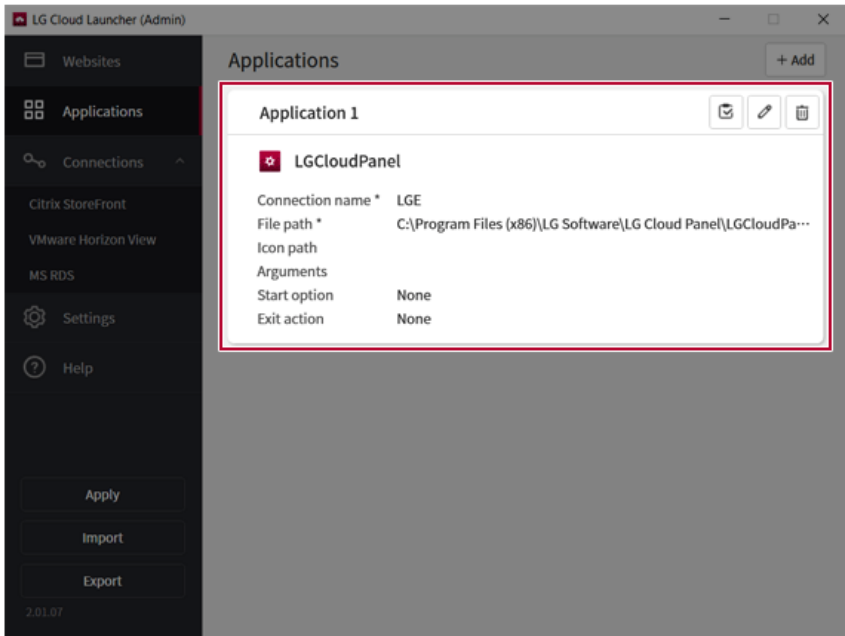 LG Cloud Launcher (Admin)
Websites
Applications
Connections
Citrix StoreFront
VMware Horizon View
MS RDS
Settings
Help
Apply
Import
Export
2.01.07
Applications
+ Add
Application 1
LGCloudPanel
Connection name * LGE
File path * C:\Program Files (x86)\LG Software\LG Cloud Panel\LGCloudPa···
Icon path
Arguments
Start option None
Exit action None